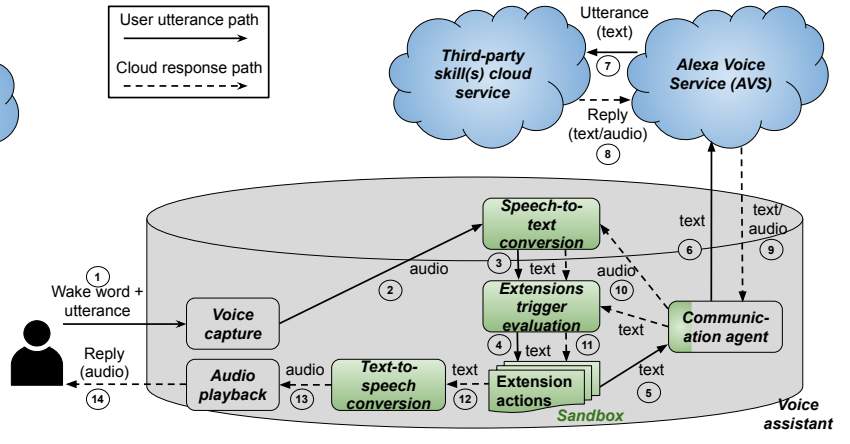 User utterance path
Cloud response path
Third-party
skill(s) cloud
service
Utterance
(text)
7
Reply
(text/audio)
8
Alexa Voice
Service (AVS)
Speech-to-
text
conversion
text
6
text/
audio
9
1
Wake word +
utterance
audio
2
3
text
audio
10
Voice
capture
Extensions
trigger
evaluation
text
Communic-
ation agent
4
text
11
Reply
(audio)
14
Audio
playback
audio
13
Text-to-
speech
conversion
text
12
Extension
actions
text
5
Sandbox
Voice
assistant